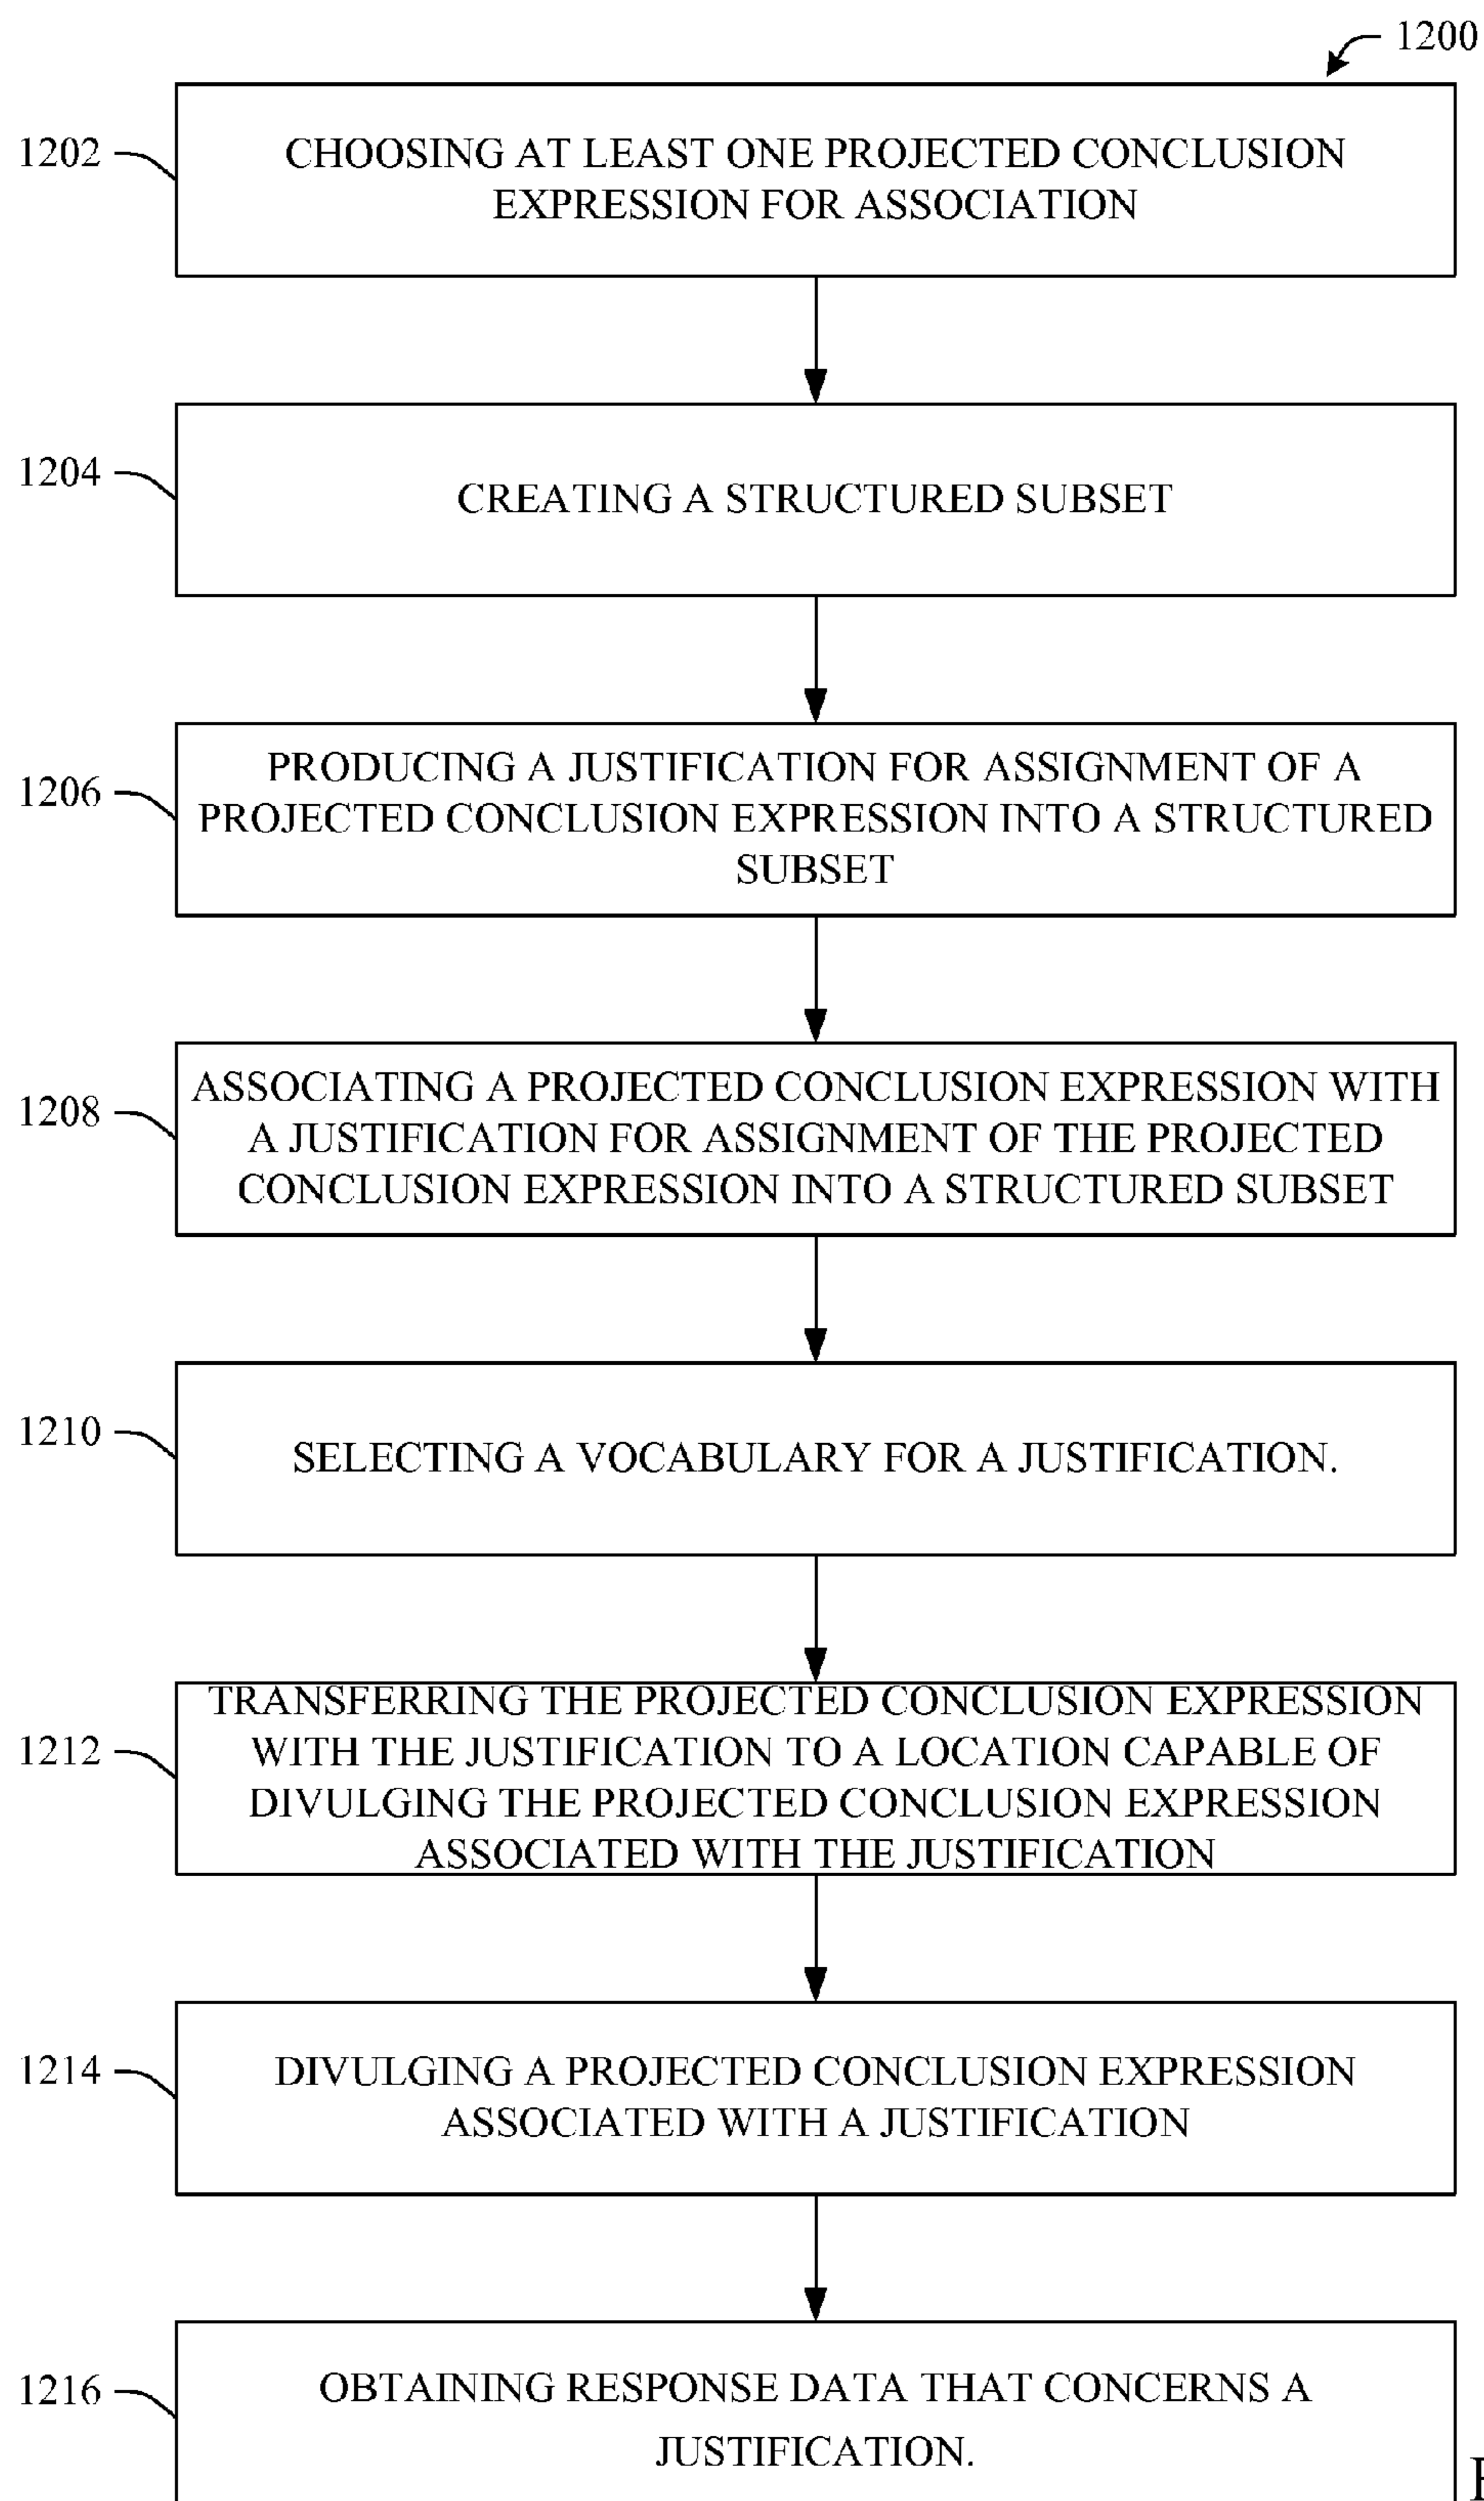 1200
1202
CHOOSING AT LEAST ONE PROJECTED CONCLUSION
EXPRESSION FOR ASSOCIATION
1204
CREATING A STRUCTURED SUBSET
1206
PRODUCING A JUSTIFICATION FOR ASSIGNMENT OF A
PROJECTED CONCLUSION EXPRESSION INTO A STRUCTURED
SUBSET
1208
ASSOCIATING A PROJECTED CONCLUSION EXPRESSION WITH
A JUSTIFICATION FOR ASSIGNMENT OF THE PROJECTED
CONCLUSION EXPRESSION INTO A STRUCTURED SUBSET
1210
SELECTING A VOCABULARY FOR A JUSTIFICATION.
1212
TRANSFERRING THE PROJECTED CONCLUSION EXPRESSION
WITH THE JUSTIFICATION TO A LOCATION CAPABLE OF
DIVULGING THE PROJECTED CONCLUSION EXPRESSION
ASSOCIATED WITH THE JUSTIFICATION
1214
DIVULGING A PROJECTED CONCLUSION EXPRESSION
ASSOCIATED WITH A JUSTIFICATION
1216
OBTAINING RESPONSE DATA THAT CONCERNS A
JUSTIFICATION.